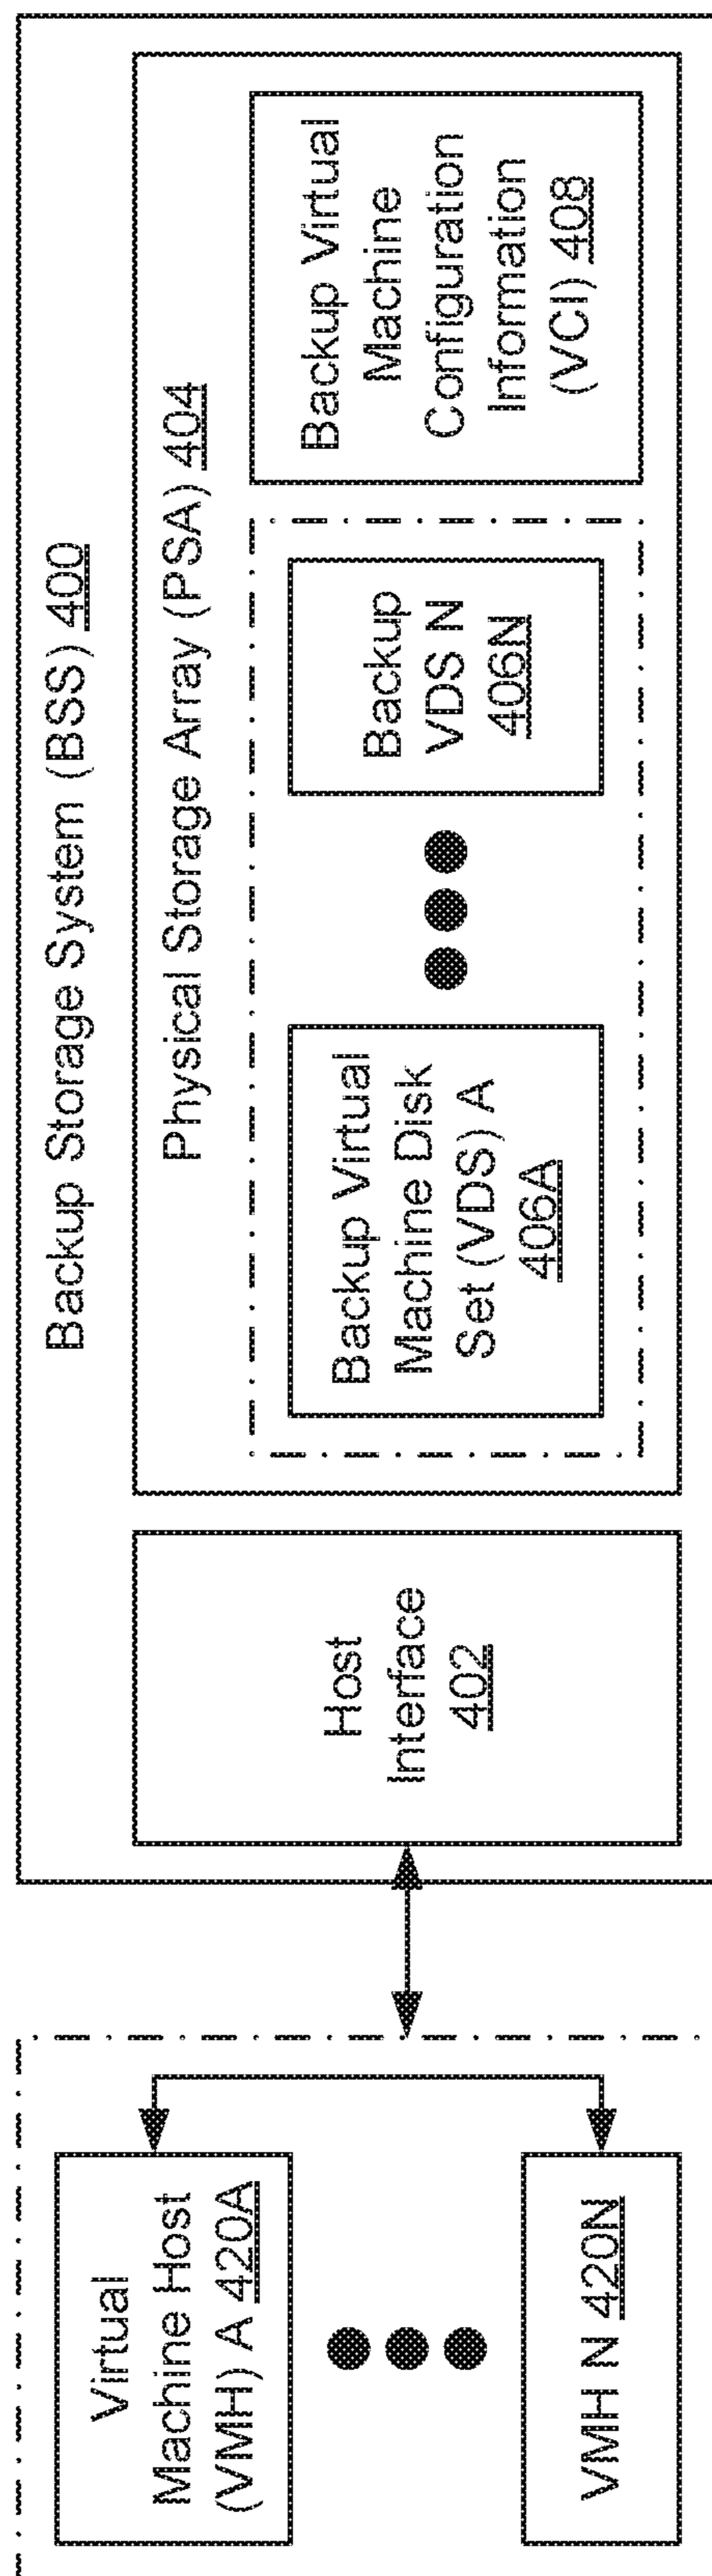 Backup Storage System (BSS) 400
Physical Storage Array (PSA) 404
Virtual
Machine Host
(VMH) A 420A
VMH N 420N
Host
Interface
402
Backup Virtual
Machine Disk
Set (VDS) A
406A
Backup
VDS N
406N
Backup Virtual
Machine
Configuration
Information
(VCI) 408